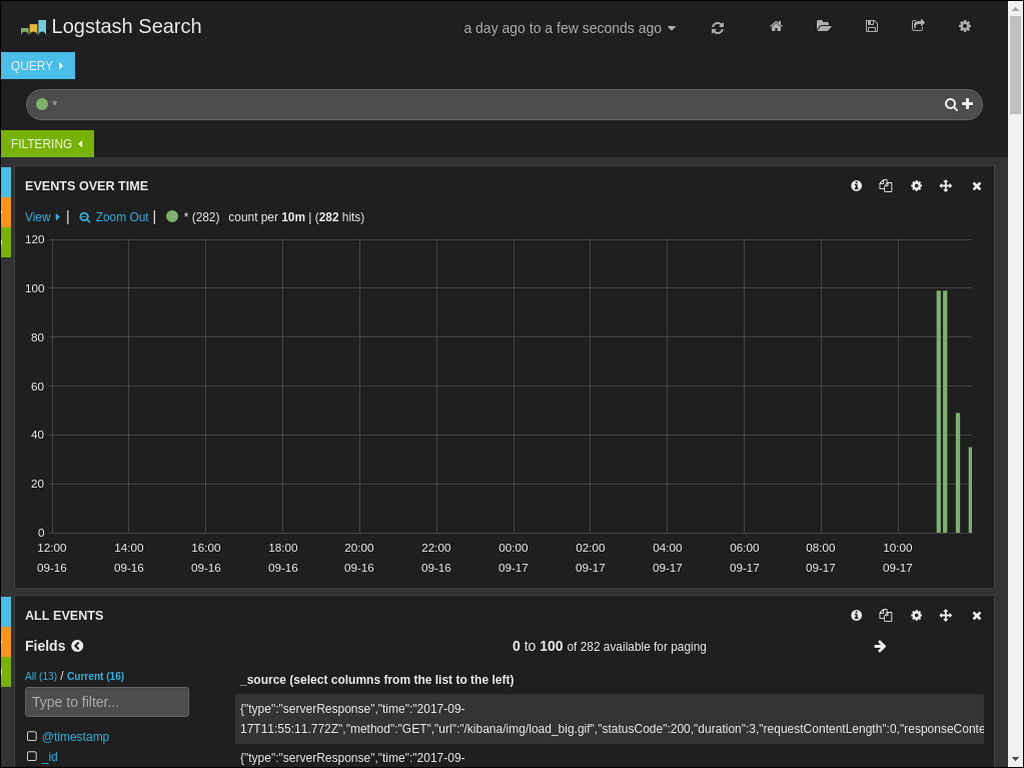 Logstash Search
a day ago to a few seconds ago
QUERY
*
FILTERING
EVENTS OVER TIME
View | Zoom Out | * (282) count per 10m | (282 hits)
120
100
80
60
40
20
0
12:00 14:00 16:00 18:00 20:00 22:00 00:00 02:00 04:00 06:00 08:00 10:00
09-16 09-16 09-16 09-16 09-16 09-16 09-17 09-17 09-17 09-17 09-17 09-17
ALL EVENTS
Fields
0 to 100 of 282 available for paging
All (13) / Current (16)
Type to filter...
@timestamp
_id
_source (select columns from the list to the left)
{"type":"serverResponse","time":"2017-09-
17T11:55:11.772Z","method":"GET","url":"/kibana/img/load_big.gif","statusCode":200,"duration":3,"requestContentLength":0,"responseConte
{"type":"serverResponse","time":"2017-09-